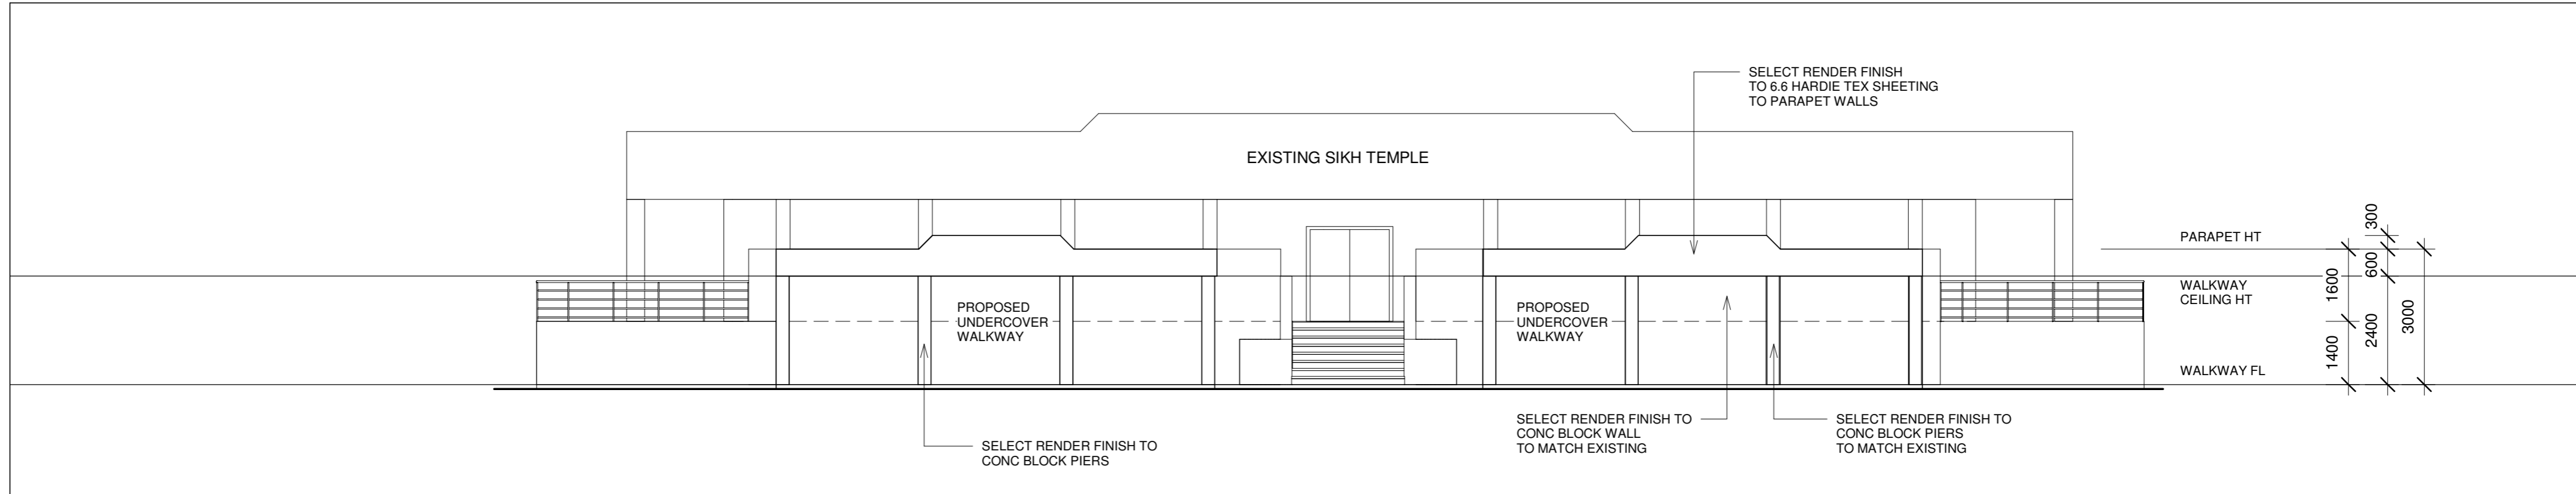 SELECT RENDER FINISH
TO 6.6 HARDIE TEX SHEETING
TO PARAPET WALLS
EXISTING SIKH TEMPLE
PROPOSED
UNDERCOVER
WALKWAY
PROPOSED
UNDERCOVER
WALKWAY
PARAPET HT
WALKWAY
CEILING HT
WALKWAY FL
300
600
1600
2400
3000
1400
SELECT RENDER FINISH TO
CONC BLOCK PIERS
SELECT RENDER FINISH TO
CONC BLOCK WALL
TO MATCH EXISTING
SELECT RENDER FINISH TO
CONC BLOCK PIERS
TO MATCH EXISTING